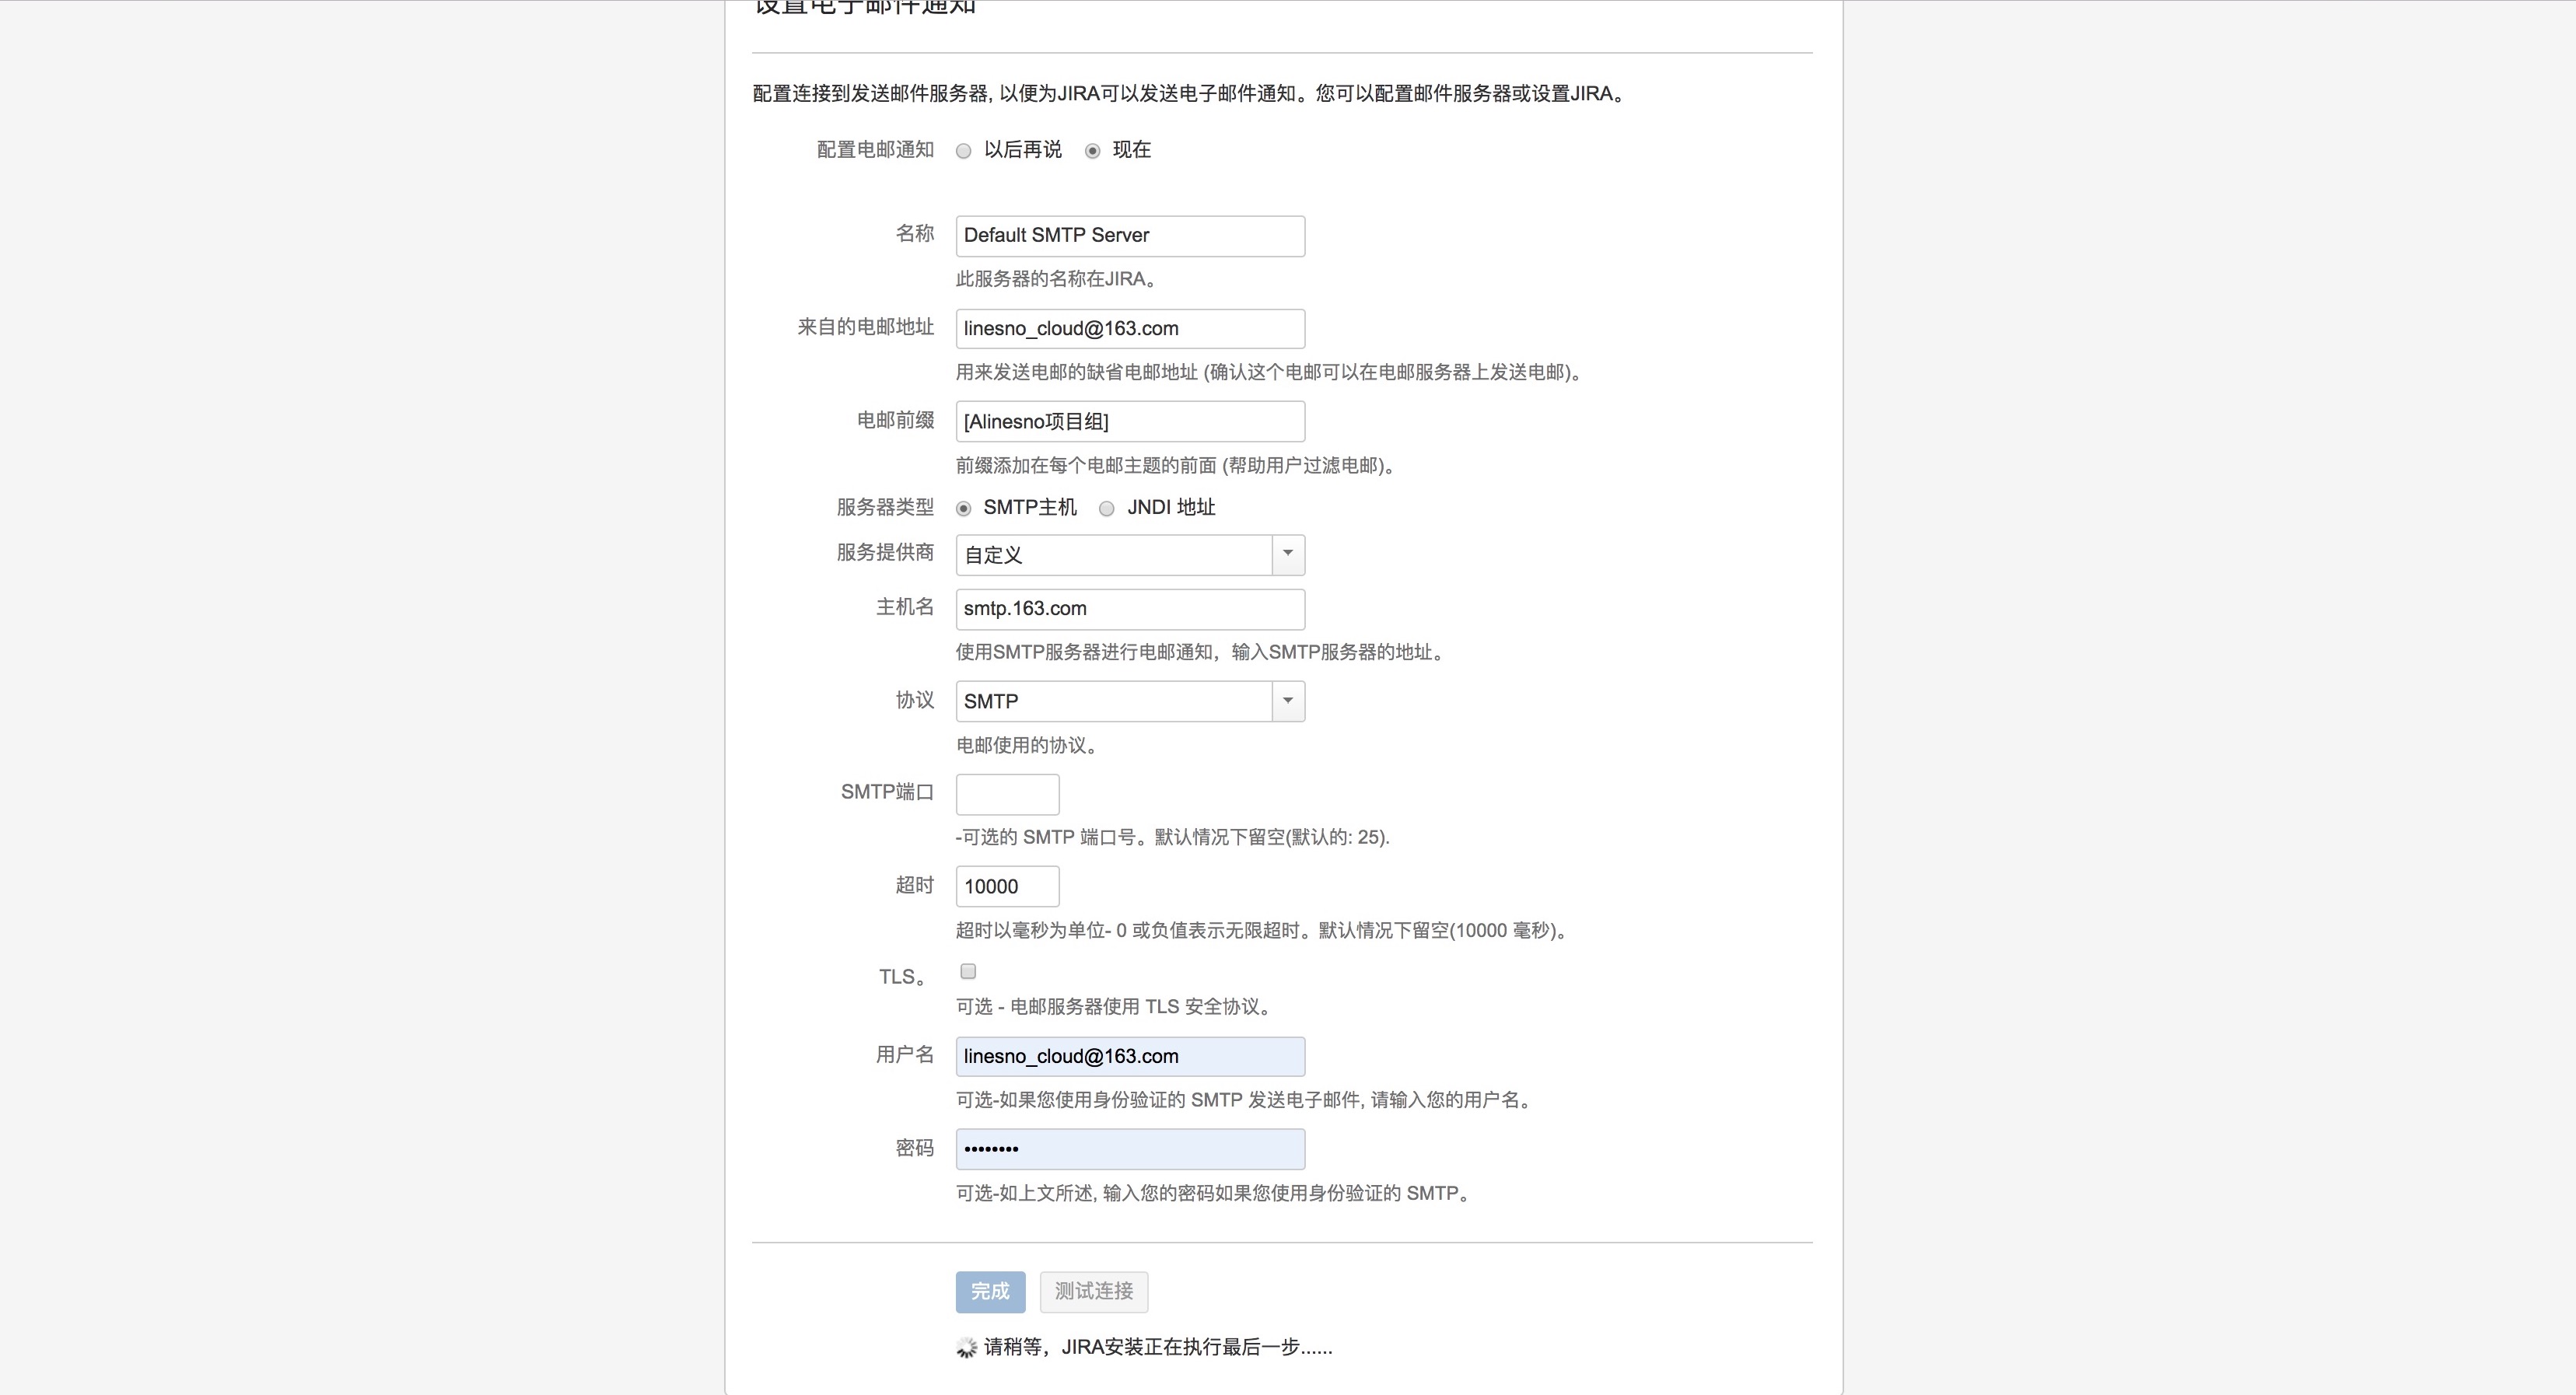 设置电子邮件通知
配置连接到发送邮件服务器, 以便为JIRA可以发送电子邮件通知。您可以配置邮件服务器或设置JIRA。
配置电邮通知 以后再说 现在
名称 Default SMTP Server
此服务器的名称在JIRA。
来自的电邮地址 linesno_cloud@163.com
用来发送电邮的缺省电邮地址 (确认这个电邮可以在电邮服务器上发送电邮)。
电邮前缀 [Alinesno项目组]
前缀添加在每个电邮主题的前面 (帮助用户过滤电邮)。
服务器类型 SMTP主机 JNDI 地址
服务提供商 自定义
主机名 smtp.163.com
使用SMTP服务器进行电邮通知，输入SMTP服务器的地址。
协议 SMTP
电邮使用的协议。
SMTP端口
-可选的 SMTP 端口号。默认情况下留空(默认的: 25).
超时 10000
超时以毫秒为单位- 0 或负值表示无限超时。默认情况下留空(10000 毫秒)。
TLS。
可选 - 电邮服务器使用 TLS 安全协议。
用户名 linesno_cloud@163.com
可选-如果您使用身份验证的 SMTP 发送电子邮件, 请输入您的用户名。
密码 ••••••••
可选-如上文所述, 输入您的密码如果您使用身份验证的 SMTP。
完成 测试连接
请稍等，JIRA安装正在执行最后一步......